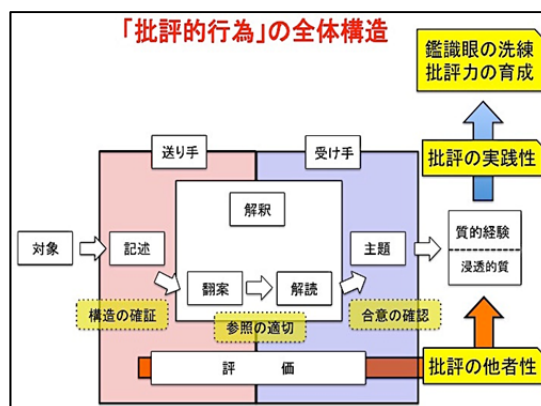 「批評的行為」の全体構造
鑑識眼の洗練
批評力の育成
送り手
受け手
批評の実践性
解釈
対象
記述
主題
質的経験
浸透的質
翻案
解読
構造の確証
参照の適切
合意の確認
評　価
批評の他者性